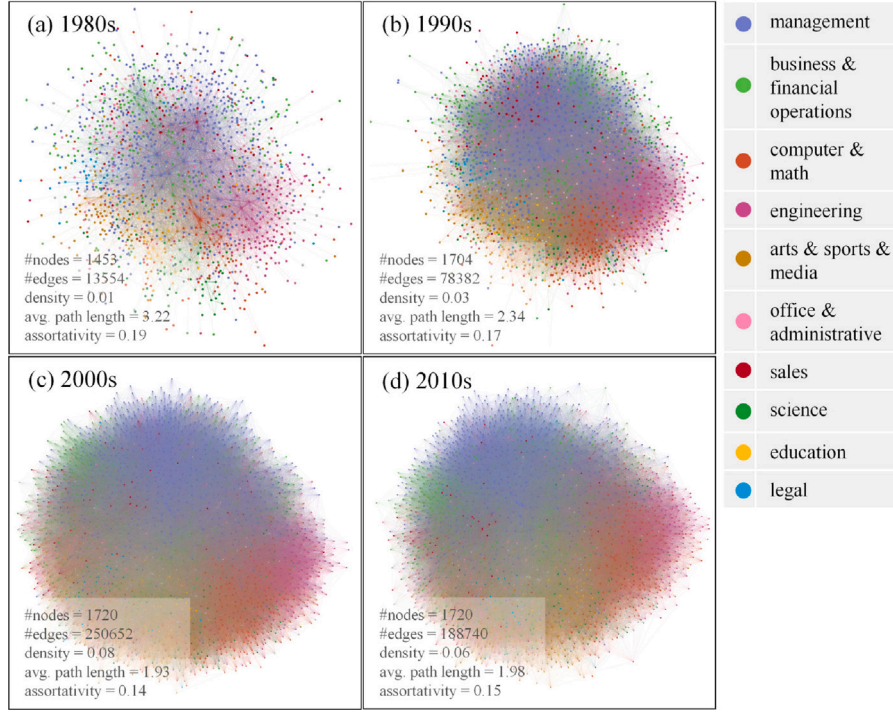 (a) 1980s
#nodes = 1453
#edges = 13554
density = 0.01
avg. path length = 3.22
assortativity = 0.19
(b) 1990s
#nodes = 1704
#edges = 78382
density = 0.03
avg. path length = 2.34
assortativity = 0.17
(c) 2000s
#nodes = 1720
#edges = 250652
density = 0.08
avg. path length = 1.93
assortativity = 0.14
(d) 2010s
#nodes = 1720
#edges = 188740
density = 0.06
avg. path length = 1.98
assortativity = 0.15
management
business &
financial
operations
computer &
math
engineering
arts & sports &
media
office &
administrative
sales
science
education
legal